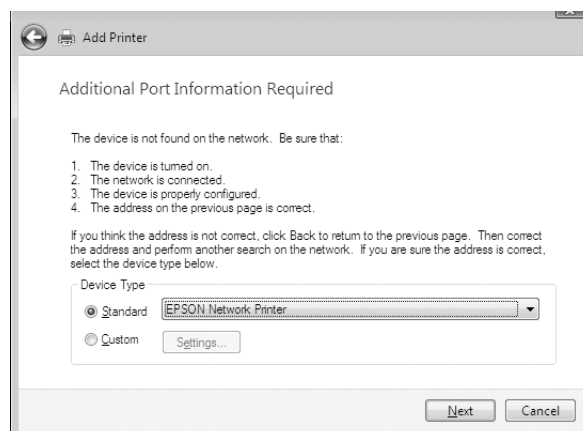 Add Printer
Additional Port Information Required
The device is not found on the network. Be sure that:
1. The device is turned on.
2. The network is connected.
3. The device is properly configured.
4. The address on the previous page is correct.
If you think the address is not correct, click Back to return to the previous page. Then correct
the address and perform another search on the network. If you are sure the address is correct,
select the device type below.
Device Type
Standard EPSON Network Printer
Custom Settings...
Next Cancel